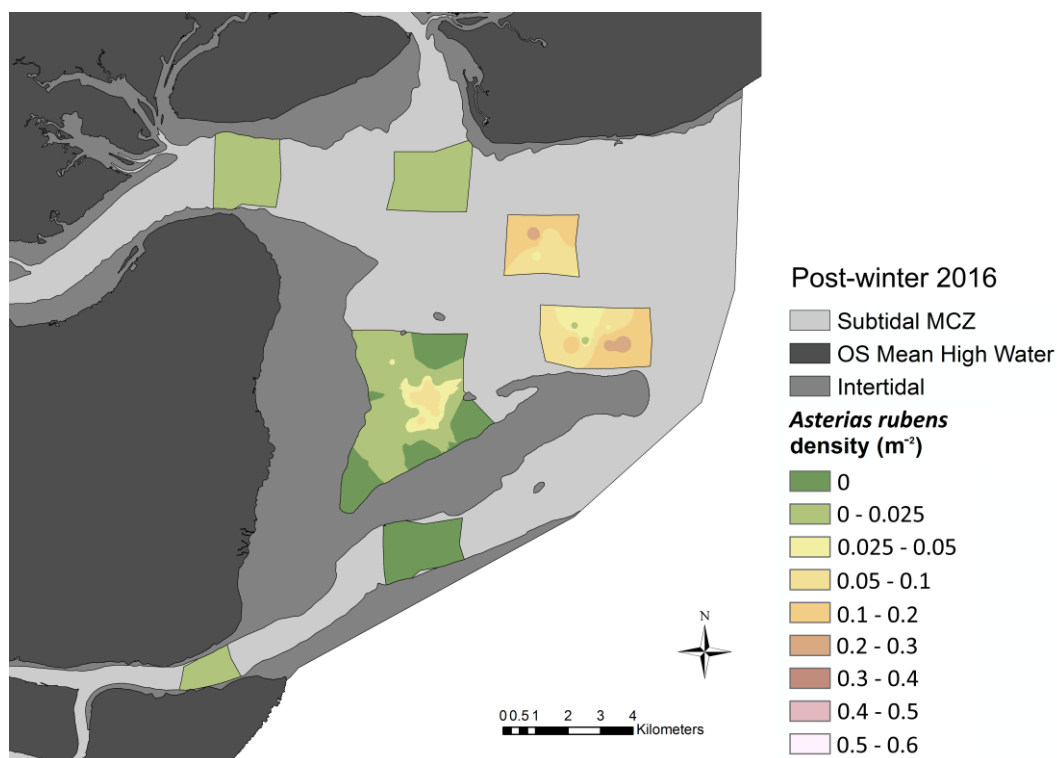 Post-winter 2016
Subtidal MCZ
OS Mean High Water
Intertidal
Asterias rubens
density (m⁻²)
0
0 - 0.025
0.025 - 0.05
0.05 - 0.1
0.1 - 0.2
0.2 - 0.3
0.3 - 0.4
0.4 - 0.5
0.5 - 0.6
N
0 0.5 1 2 3 4
Kilometers